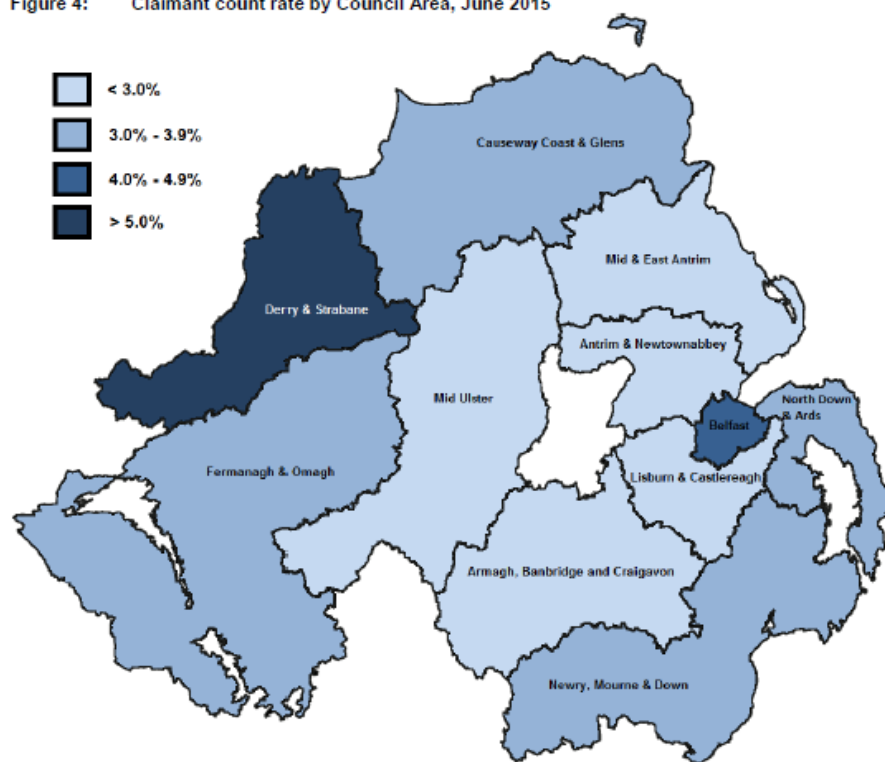 Figure 4: Claimant count rate by Council Area, June 2015
< 3.0%
3.0% - 3.9%
4.0% - 4.9%
> 5.0%
Causeway Coast & Glens
Mid & East Antrim
Derry & Strabane
Antrim & Newtownabbey
Mid Ulster
North Down
& Ards
Belfast
Fermanagh & Omagh
Lisburn & Castlereagh
Armagh, Banbridge and Craigavon
Newry, Mourne & Down